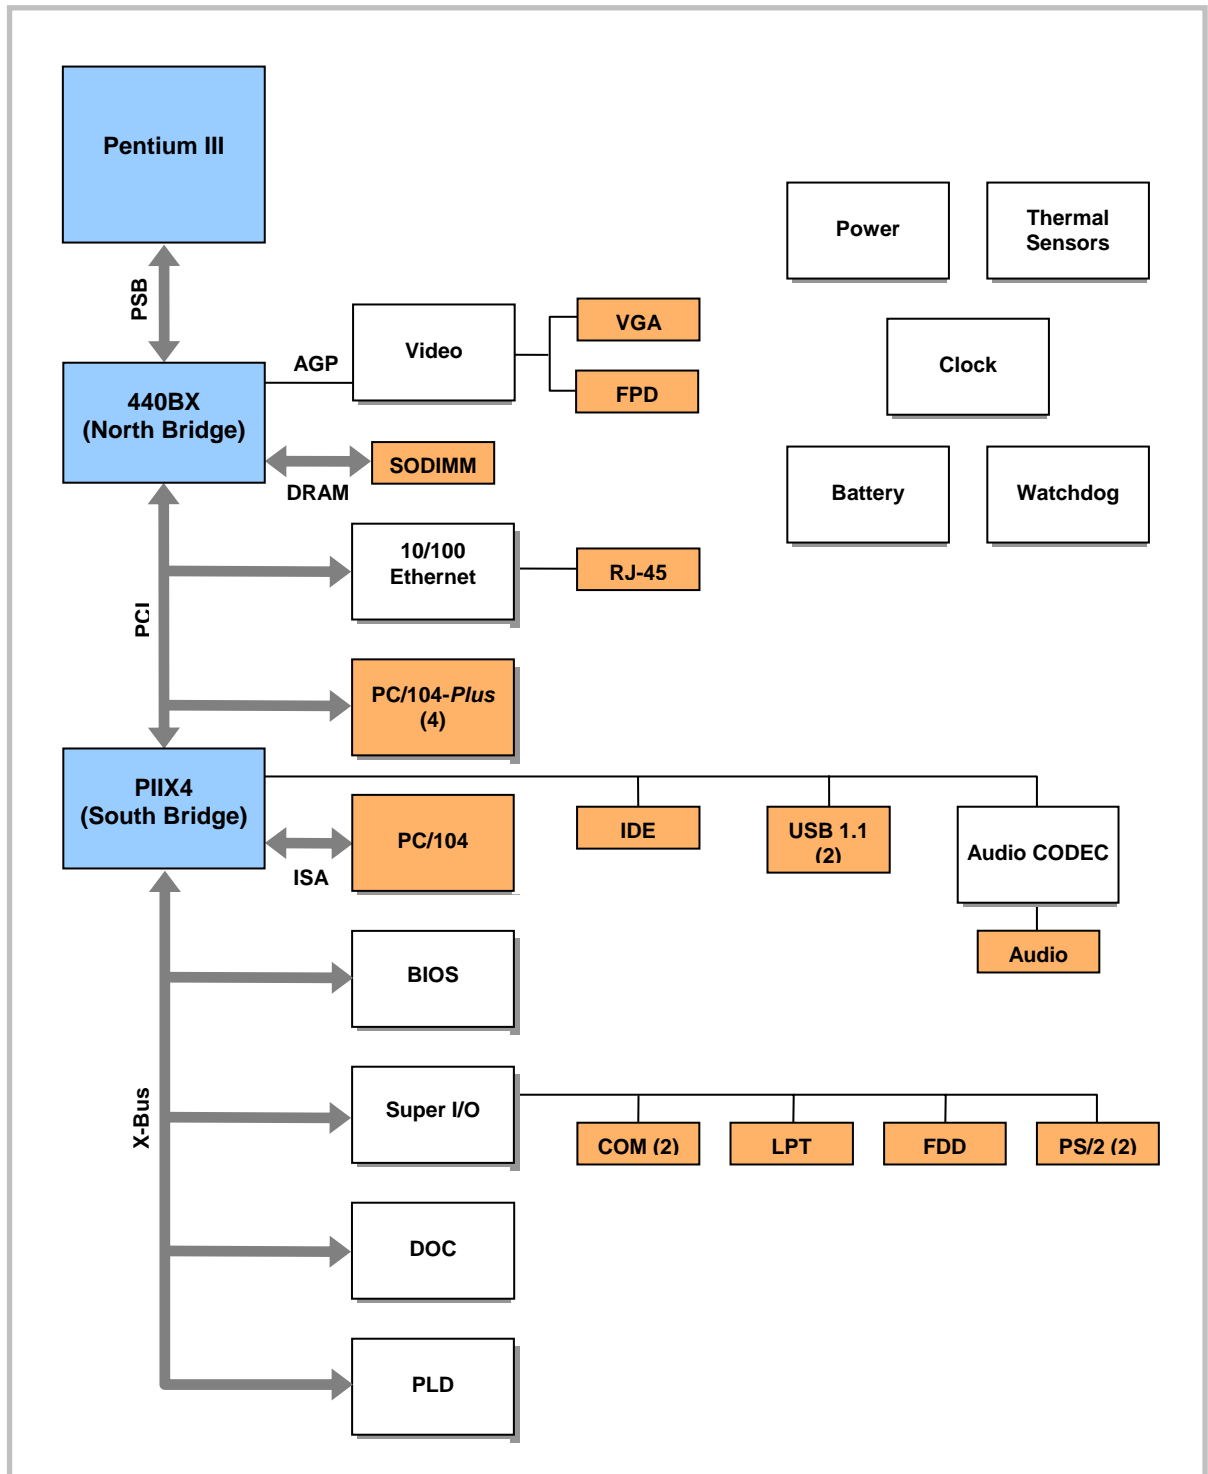 Pentium III
Power
Thermal
Sensors
PSB
VGA
Video
AGP
Clock
FPD
440BX
(North Bridge)
SODIMM
DRAM
Battery
Watchdog
10/100
Ethernet
RJ-45
PCI
PC/104-Plus
(4)
PIIX4
(South Bridge)
IDE
USB 1.1
(2)
PC/104
Audio CODEC
ISA
Audio
BIOS
X-Bus
Super I/O
COM (2)
LPT
FDD
PS/2 (2)
DOC
PLD